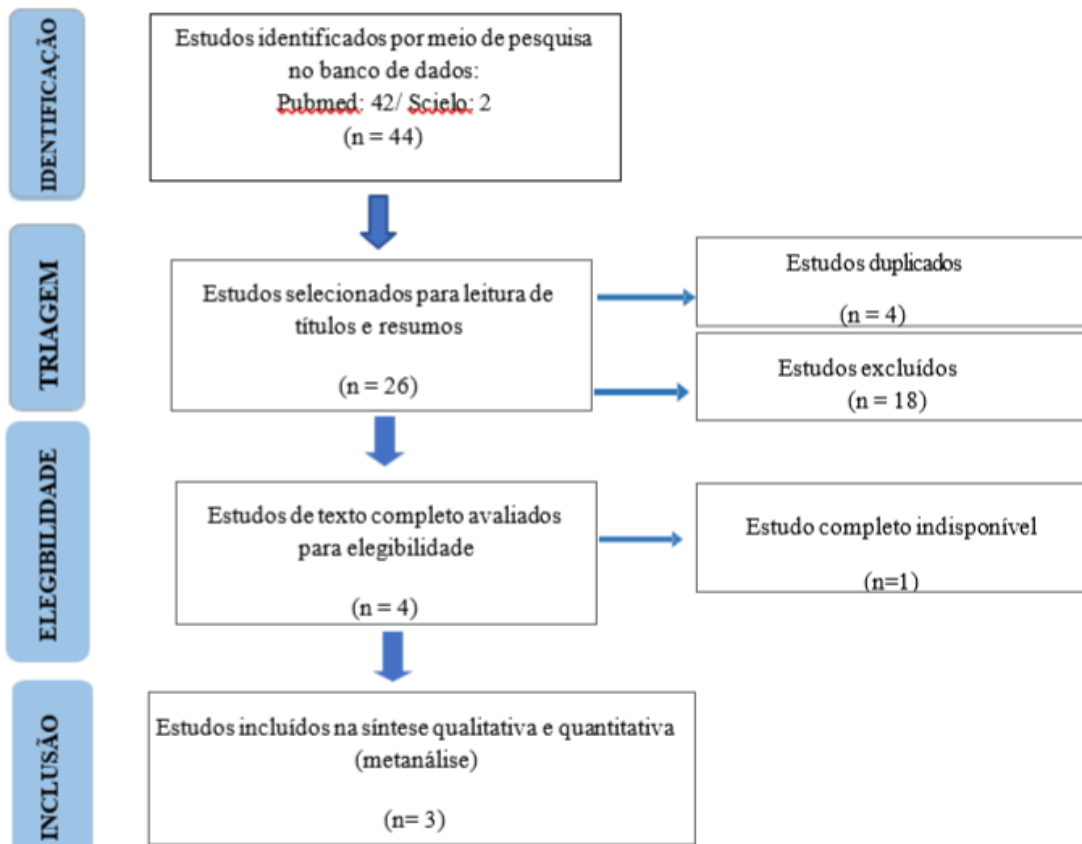 IDENTIFICAÇÃO
Estudos identificados por meio de pesquisa
no banco de dados:
Pubmed: 42/ Scielo: 2
(n = 44)
TRIAGEM
Estudos selecionados para leitura de
títulos e resumos
(n = 26)
Estudos duplicados
(n = 4)
Estudos excluídos
(n = 18)
ELEGIBILIDADE
Estudos de texto completo avaliados
para elegibilidade
(n = 4)
Estudo completo indisponível
(n=1)
INCLUSÃO
Estudos incluídos na síntese qualitativa e quantitativa
(metanálise)
(n= 3)